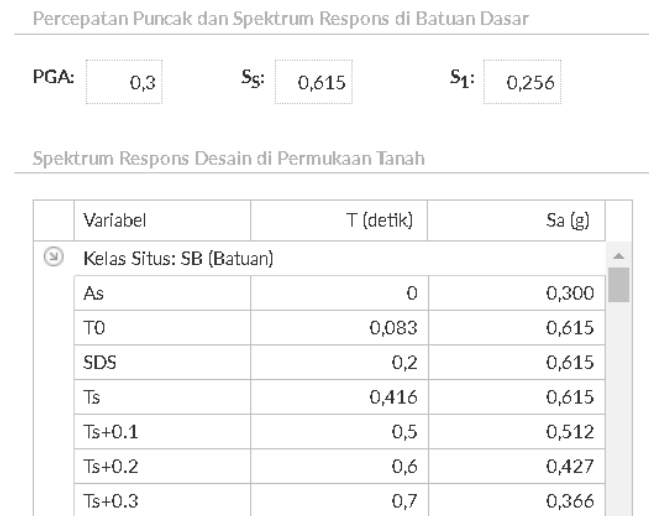 Percepatan Puncak dan Spektrum Respons di Batuan Dasar
PGA: 0,3 SS: 0,615 S1: 0,256
Spektrum Respons Desain di Permukaan Tanah
Variabel T (detik) Sa (g)
Kelas Situs: SB (Batuan)
As 0 0,300
T0 0,083 0,615
SDS 0,2 0,615
Ts 0,416 0,615
Ts+0.1 0,5 0,512
Ts+0.2 0,6 0,427
Ts+0.3 0,7 0,366